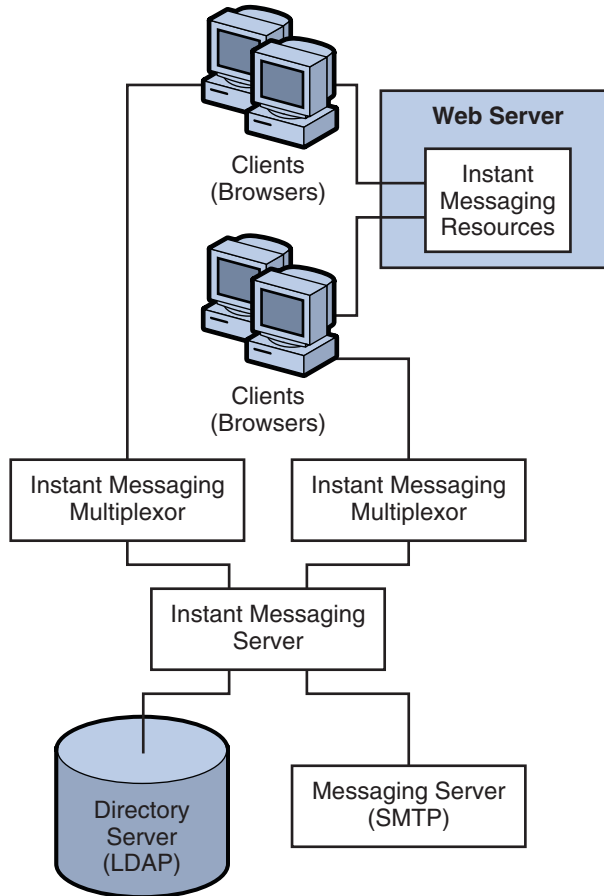 Clients
(Browsers)
Web Server
Instant
Messaging
Resources
Clients
(Browsers)
Instant Messaging
Multiplexor
Instant Messaging
Multiplexor
Instant Messaging
Server
Directory
Server
(LDAP)
Messaging Server
(SMTP)